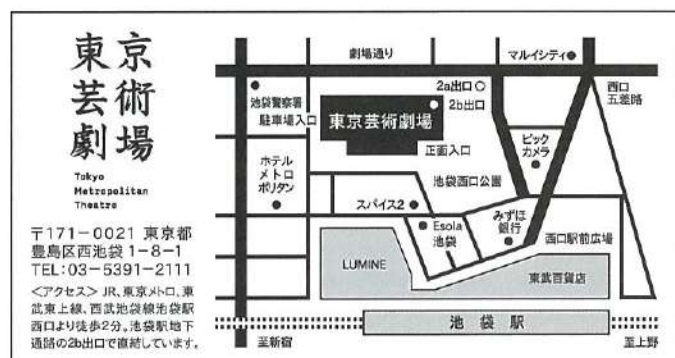 東京
芸術
劇場
Tokyo
Metropolitan
Theatre
〒171-0021 東京都
豊島区西池袋1-8-1
TEL:03-5391-2111
＜アクセス＞ JR、東京メトロ、東
武東上線、西武池袋線池袋駅
西口より徒歩2分。池袋駅地下
通路の2b出口で直結しています。
劇場通り
マルイシティ
2a出口
2b出口
西口
五差路
池袋警察署
駐車場入口
東京芸術劇場
正面入口
ビック
カメラ
ホテル
メトロ
ポリタン
池袋西口公園
スパイス2
Esola
池袋
みずほ
銀行
西口駅前広場
LUMINE
東武百貨店
池袋駅
至新宿
至上野